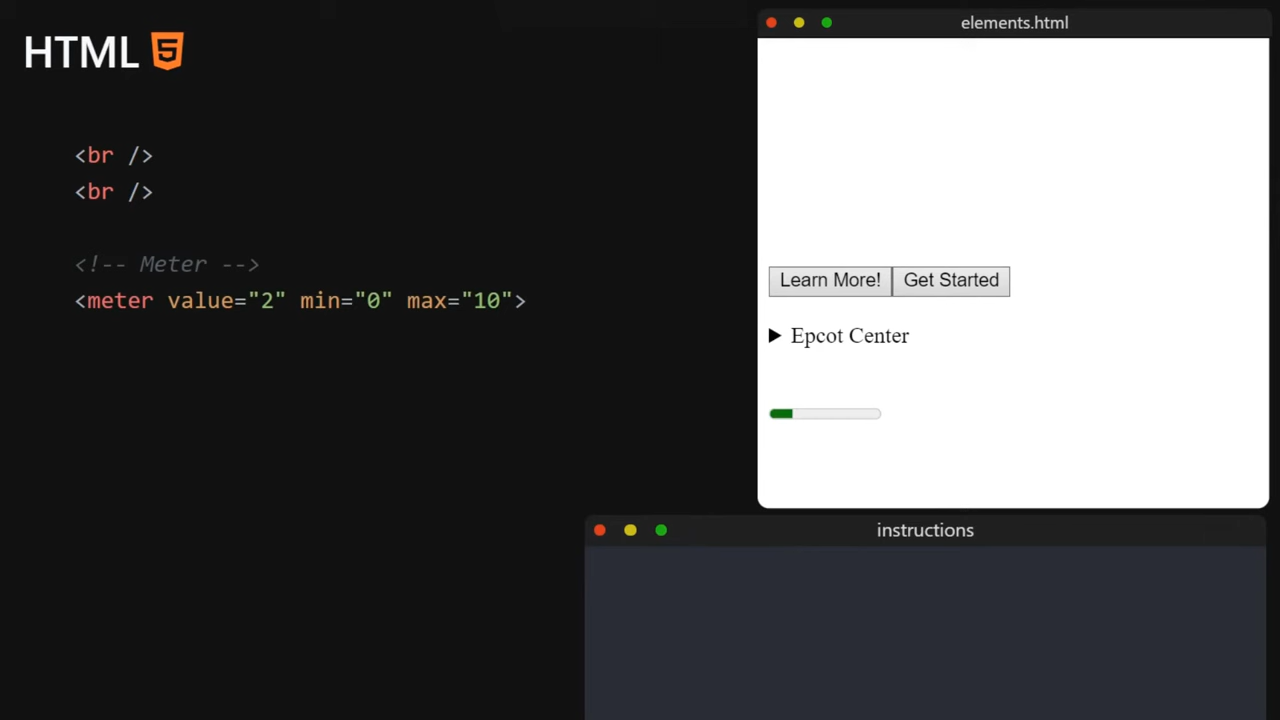 HTML 5
<br />
<br />
<!-- Meter -->
<meter value="2" min="0" max="10">
elements.html
Learn More! Get Started
▶ Epcot Center
instructions